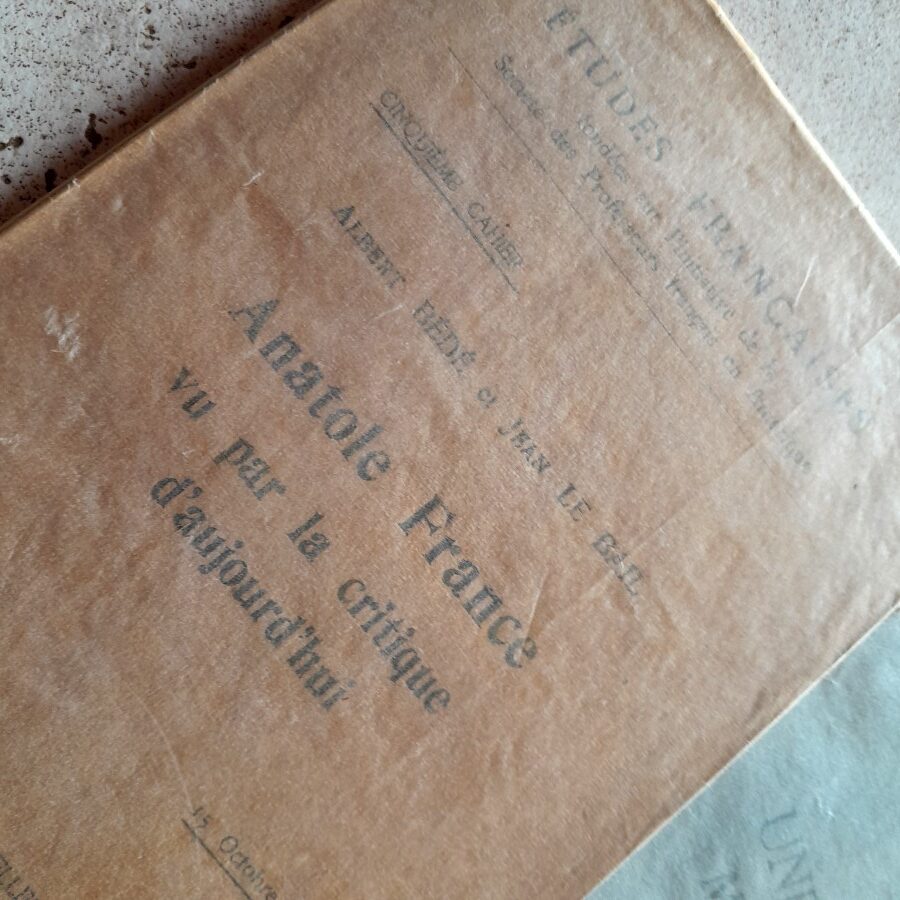 ÉTUDES FRANÇAISES
fondées sur l'initiative de la
Société des Professeurs français en Amérique
CINQUIÈME CAHIER
ALBERT BÉDÉ et JEAN LE BAIL
Anatole France
vu par la critique
d'aujourd'hui
15 Octobre